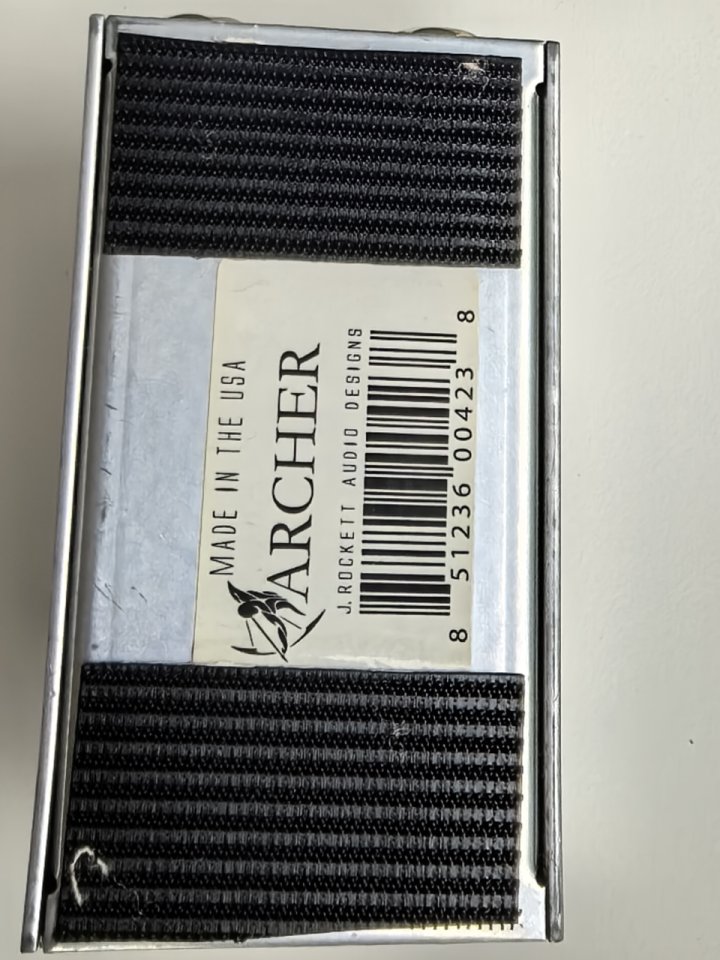 MADE IN THE USA
ARCHER
J. ROCKETT AUDIO DESIGNS
8 51236 00423 8